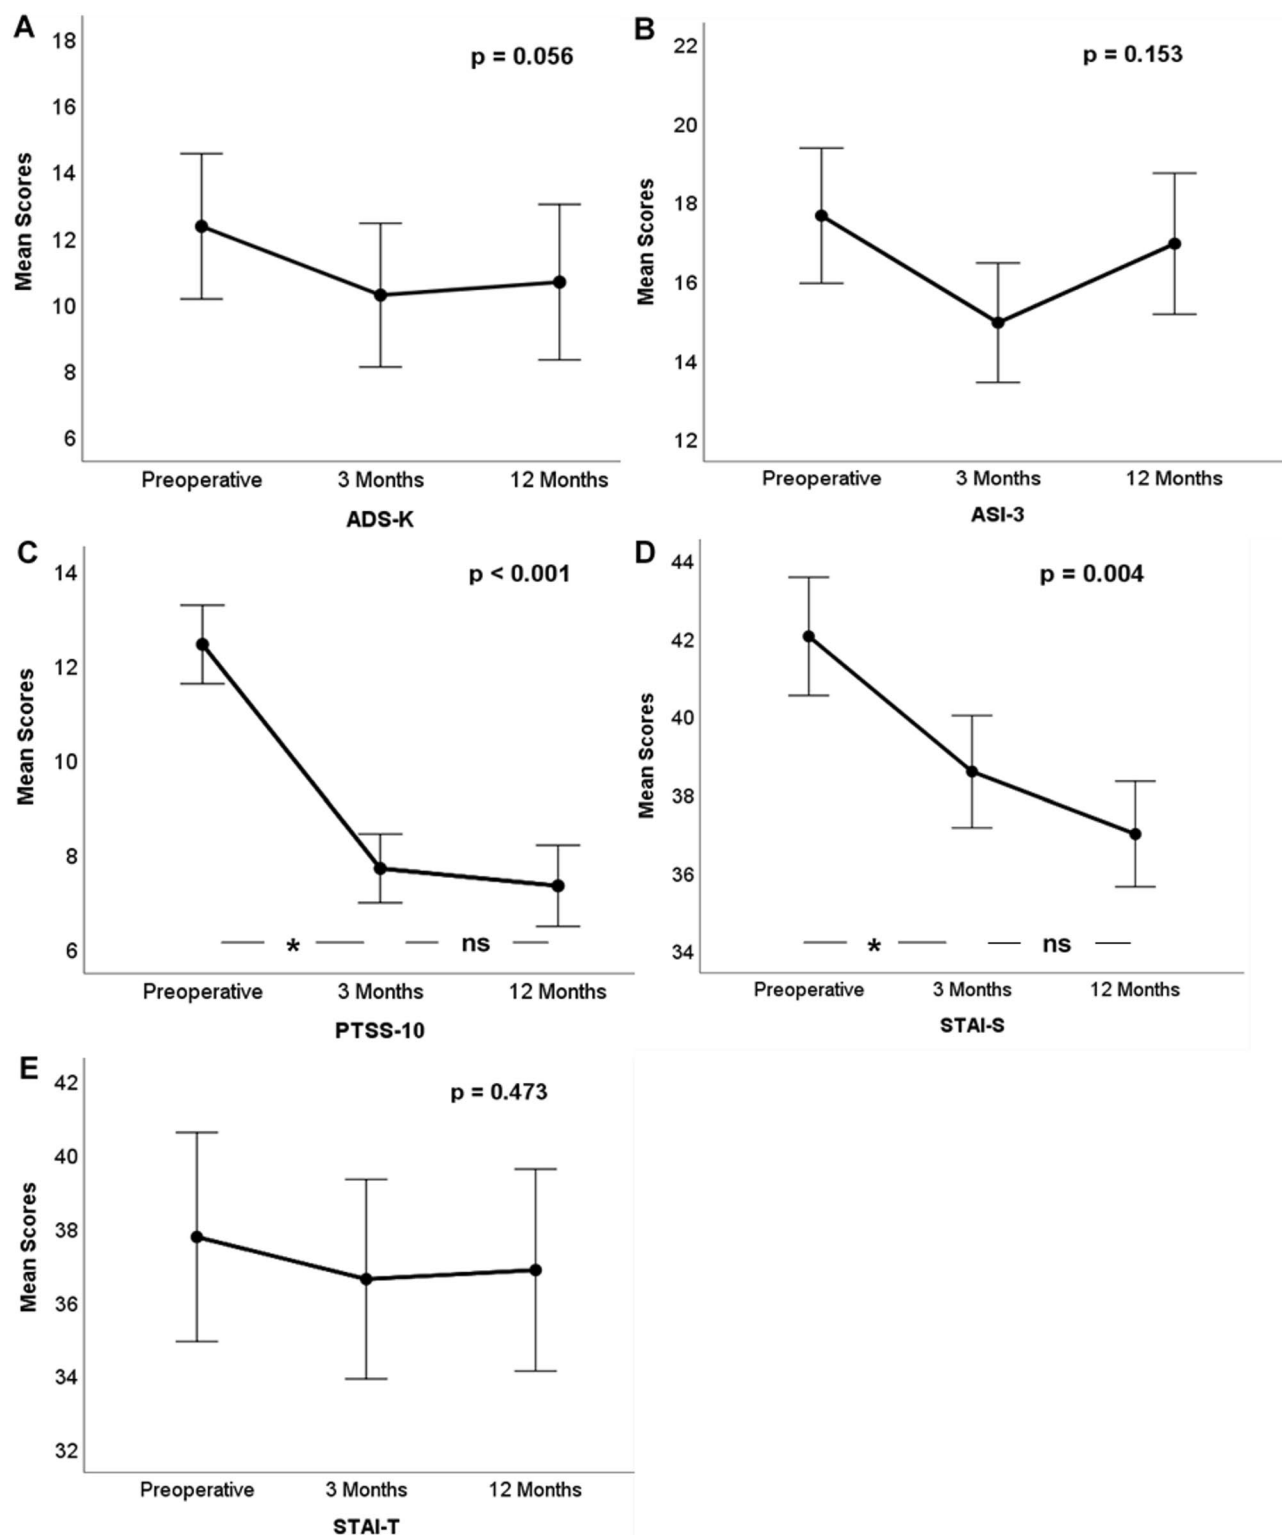 A
p = 0.056
Mean Scores
18
16
14
12
10
8
6
Preoperative 3 Months 12 Months
ADS-K
B
p = 0.153
Mean Scores
22
20
18
16
14
12
Preoperative 3 Months 12 Months
ASI-3
C
p < 0.001
Mean Scores
14
12
10
8
6
* ns
Preoperative 3 Months 12 Months
PTSS-10
D
p = 0.004
Mean Scores
44
42
40
38
36
34
* ns
Preoperative 3 Months 12 Months
STAI-S
E
p = 0.473
Mean Scores
42
40
38
36
34
32
Preoperative 3 Months 12 Months
STAI-T